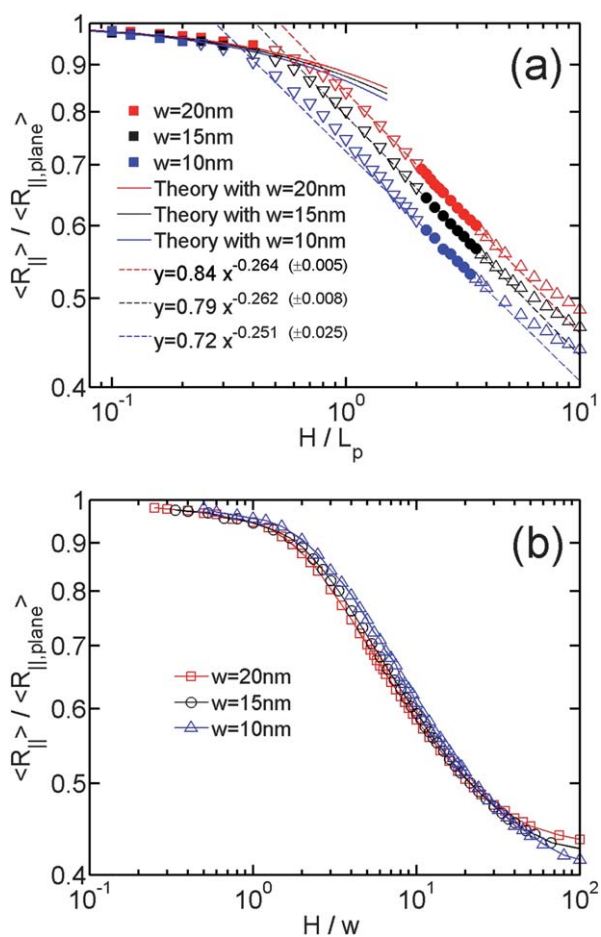 1
0.9
0.8
0.7
0.6
0.5
0.4
<R||> / <R||,plane>
(a)
w=20nm
w=15nm
w=10nm
Theory with w=20nm
Theory with w=15nm
Theory with w=10nm
y=0.84 x^-0.264 (±0.005)
y=0.79 x^-0.262 (±0.008)
y=0.72 x^-0.251 (±0.025)
10^-1 10^0 10^1
H / L_p
1
0.9
0.8
0.7
0.6
0.5
0.4
<R||> / <R||,plane>
(b)
w=20nm
w=15nm
w=10nm
10^-1 10^0 10^1 10^2
H / w